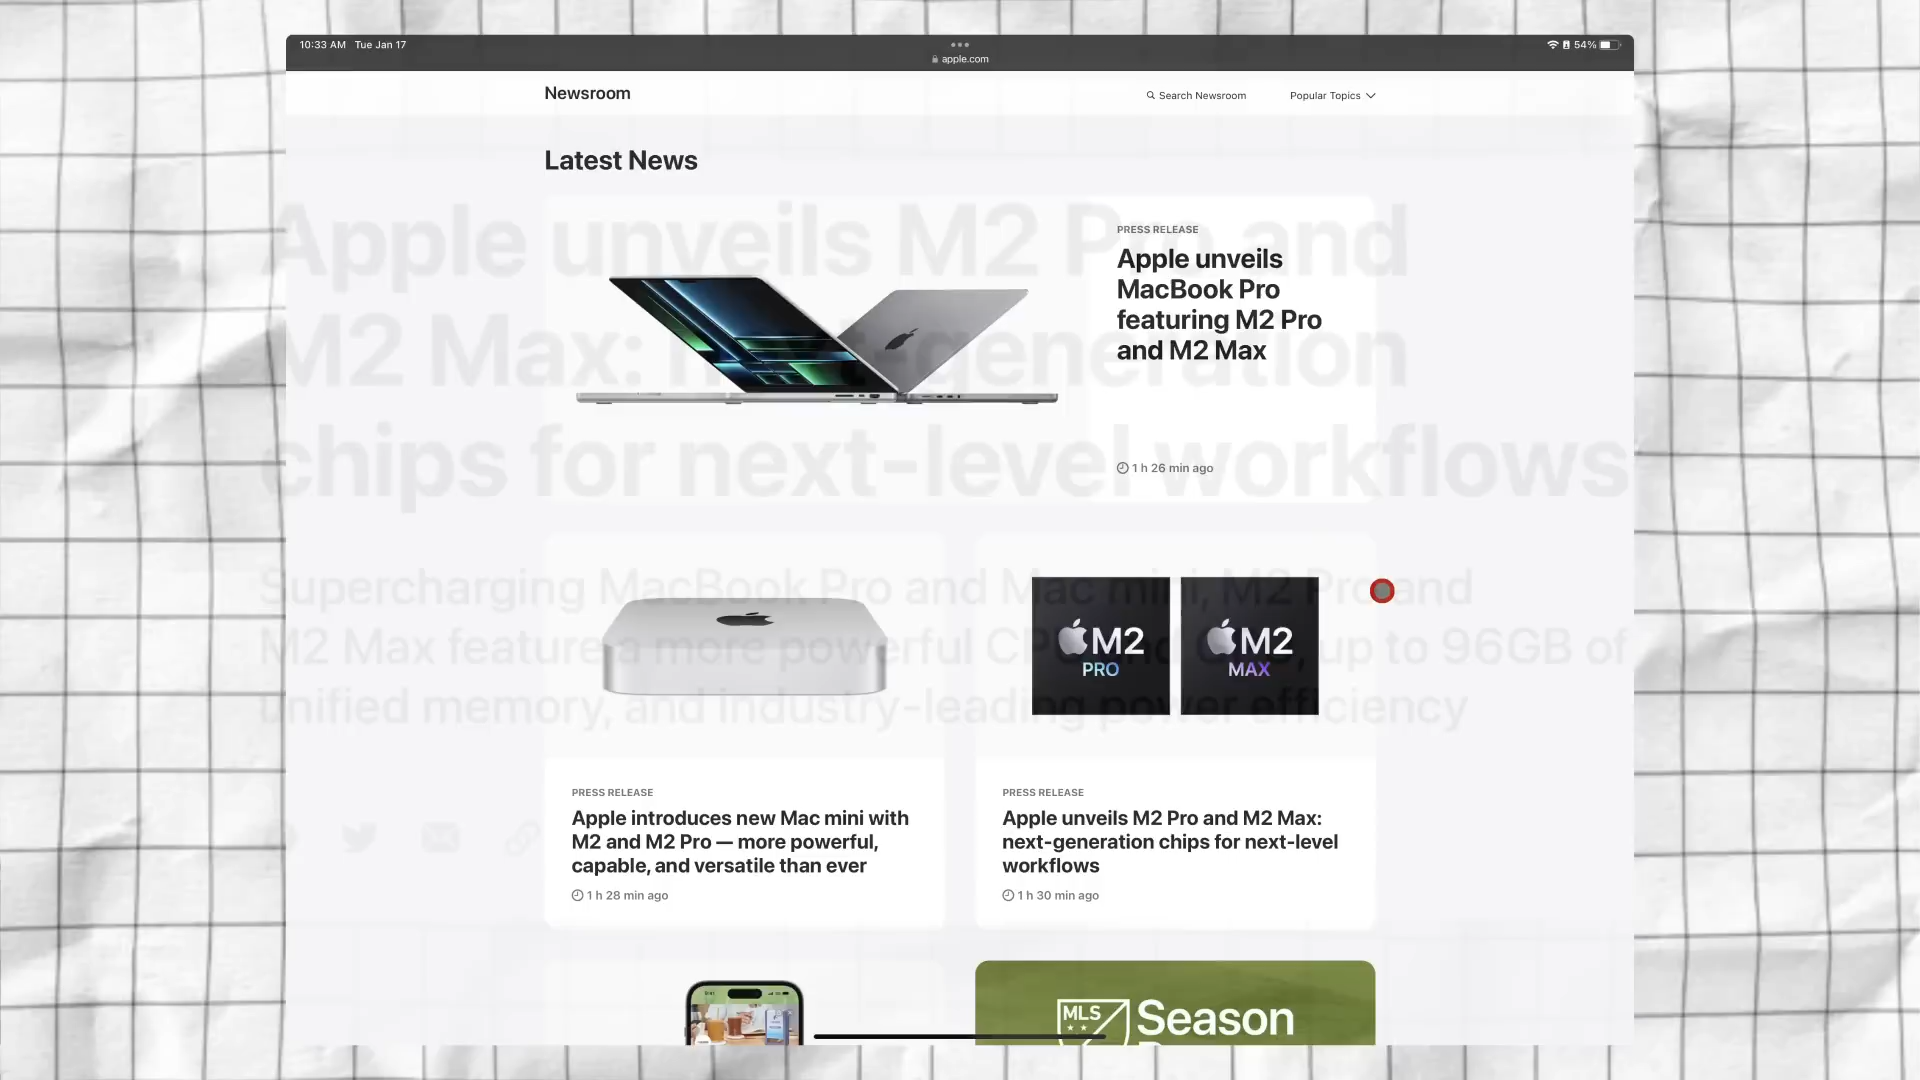 10:33 AM Tue Jan 17
54%
apple.com
Newsroom
Search Newsroom
Popular Topics
Latest News
Apple unveils M2 Pro and
M2 Max: next-generation
chips for next-level workflows
PRESS RELEASE
Apple unveils
MacBook Pro
featuring M2 Pro
and M2 Max
1 h 26 min ago
Supercharging MacBook Pro and Mac mini, M2 Pro and
M2 Max feature a more powerful CPU and GPU, up to 96GB of
unified memory, and industry-leading power efficiency
M2
PRO
M2
MAX
PRESS RELEASE
Apple introduces new Mac mini with
M2 and M2 Pro — more powerful,
capable, and versatile than ever
1 h 28 min ago
PRESS RELEASE
Apple unveils M2 Pro and M2 Max:
next-generation chips for next-level
workflows
1 h 30 min ago
9:41
MLS
Season